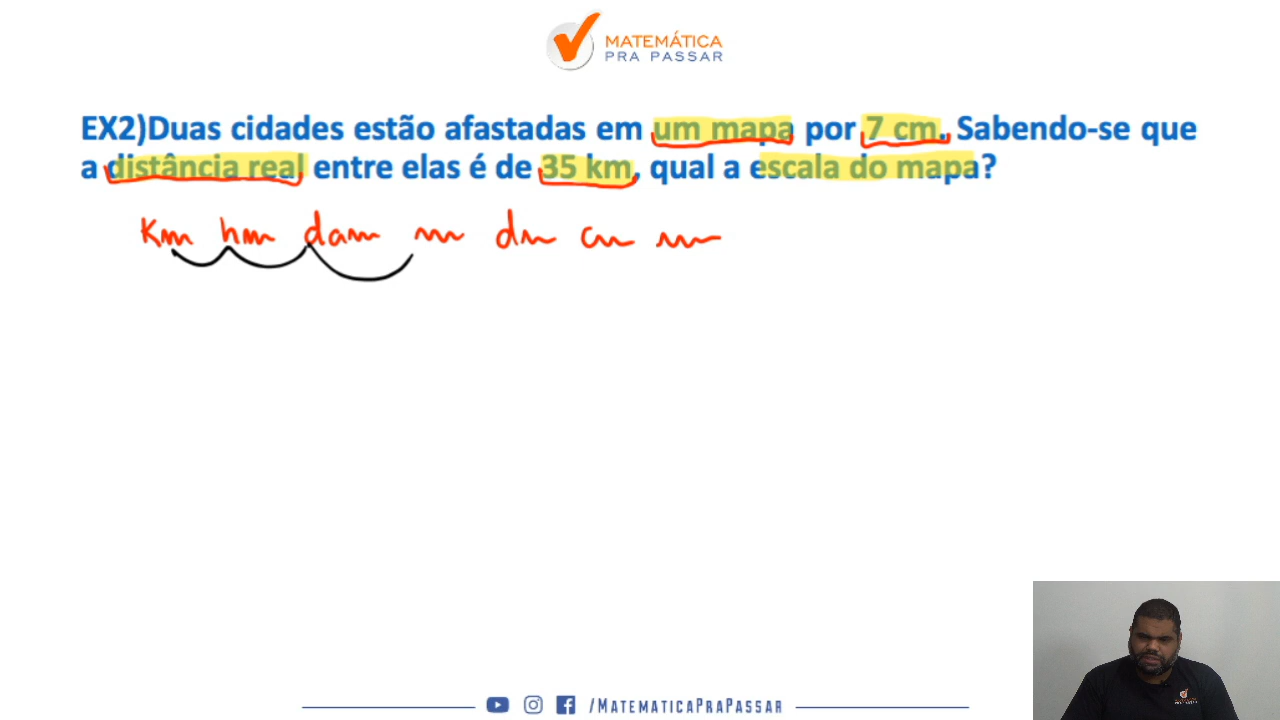 MATEMÁTICA
PRA PASSAR
EX2)Duas cidades estão afastadas em um mapa por 7 cm. Sabendo-se que
a distância real entre elas é de 35 km, qual a escala do mapa?
Km hm dam m dm cm mm
/MatematicaPraPassar